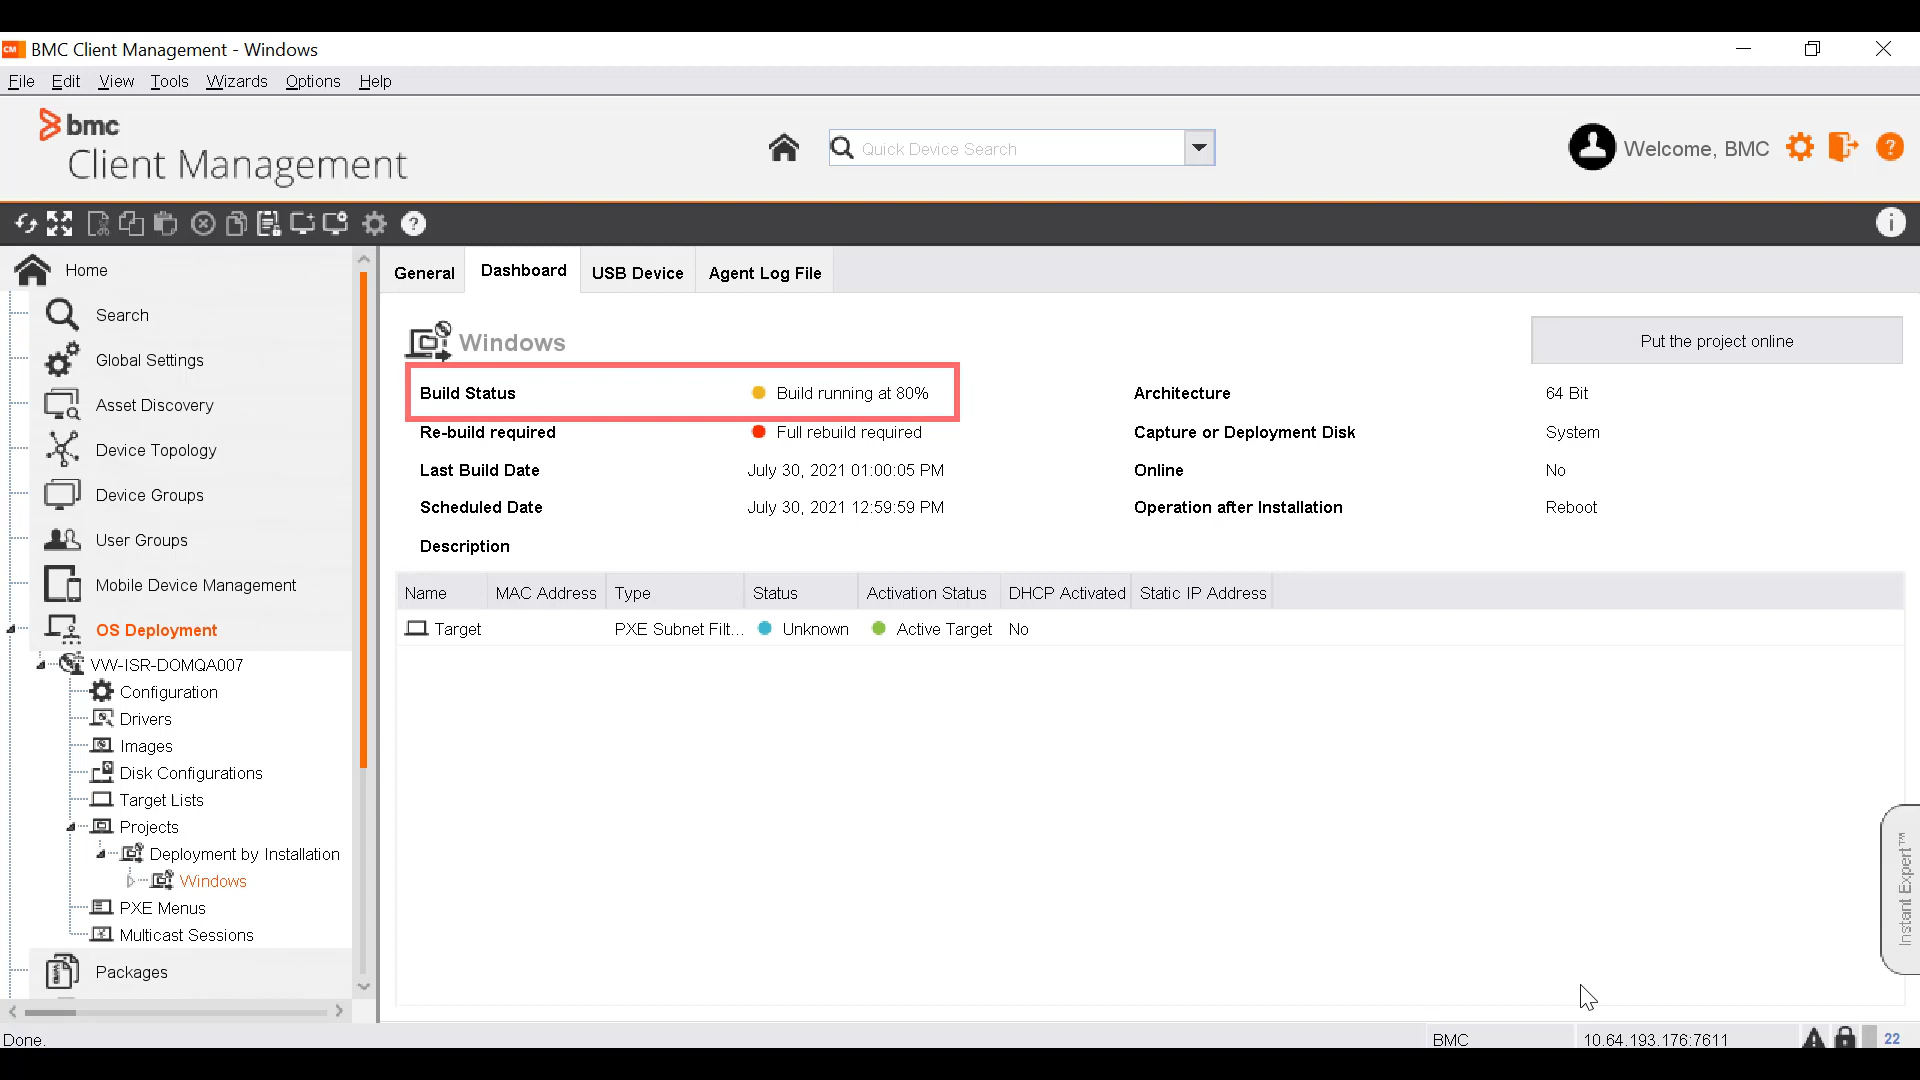 CM BMC Client Management - Windows
File Edit View Tools Wizards Options Help
bmc
Client Management
Quick Device Search
Welcome, BMC
Home
Search
Global Settings
Asset Discovery
Device Topology
Device Groups
User Groups
Mobile Device Management
OS Deployment
VW-ISR-DOMQA007
Configuration
Drivers
Images
Disk Configurations
Target Lists
Projects
Deployment by Installation
Windows
PXE Menus
Multicast Sessions
Packages
General Dashboard USB Device Agent Log File
Windows
Put the project online
Build Status Build running at 80% Architecture 64 Bit
Re-build required Full rebuild required Capture or Deployment Disk System
Last Build Date July 30, 2021 01:00:05 PM Online No
Scheduled Date July 30, 2021 12:59:59 PM Operation after Installation Reboot
Description
Name MAC Address Type Status Activation Status DHCP Activated Static IP Address
Target PXE Subnet Filt... Unknown Active Target No
Instant Expert™
Done. BMC 10.64.193.176:7611 22